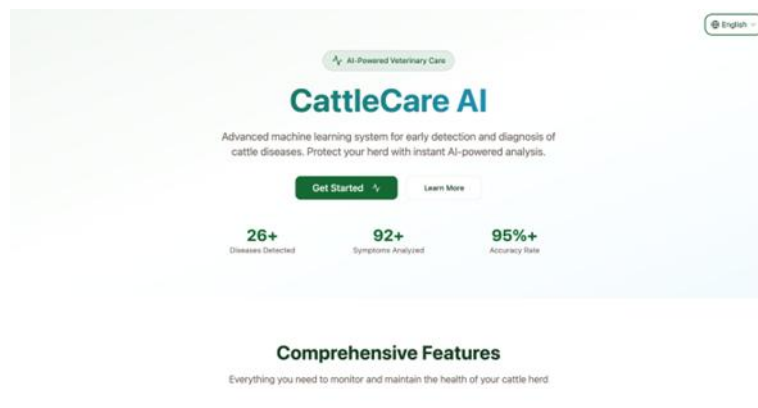 English
AI-Powered Veterinary Care
CattleCare AI
Advanced machine learning system for early detection and diagnosis of
cattle diseases. Protect your herd with instant AI-powered analysis.
Get Started
Learn More
26+
92+
95%+
Diseases Detected
Symptoms Analyzed
Accuracy Rate
Comprehensive Features
Everything you need to monitor and maintain the health of your cattle herd